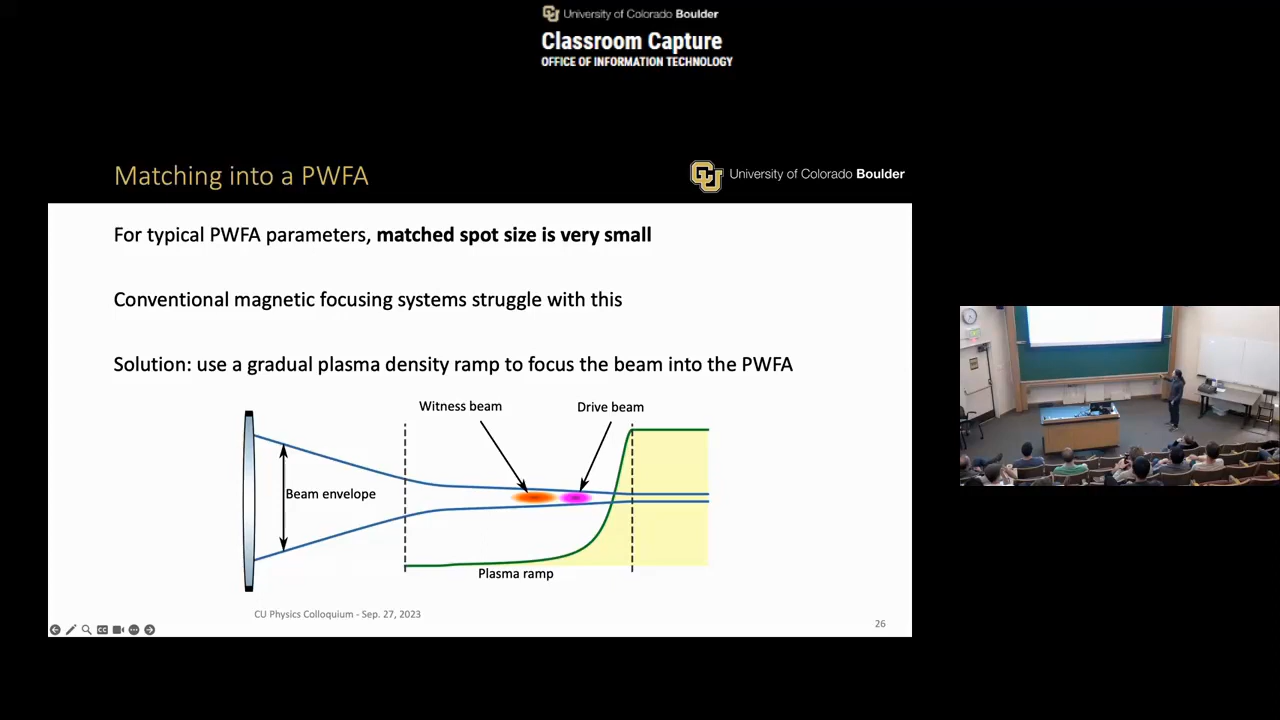 University of Colorado Boulder
Classroom Capture
OFFICE OF INFORMATION TECHNOLOGY
Matching into a PWFA
University of Colorado Boulder
For typical PWFA parameters, matched spot size is very small
Conventional magnetic focusing systems struggle with this
Solution: use a gradual plasma density ramp to focus the beam into the PWFA
Witness beam
Drive beam
Beam envelope
Plasma ramp
CU Physics Colloquium - Sep. 27, 2023
26